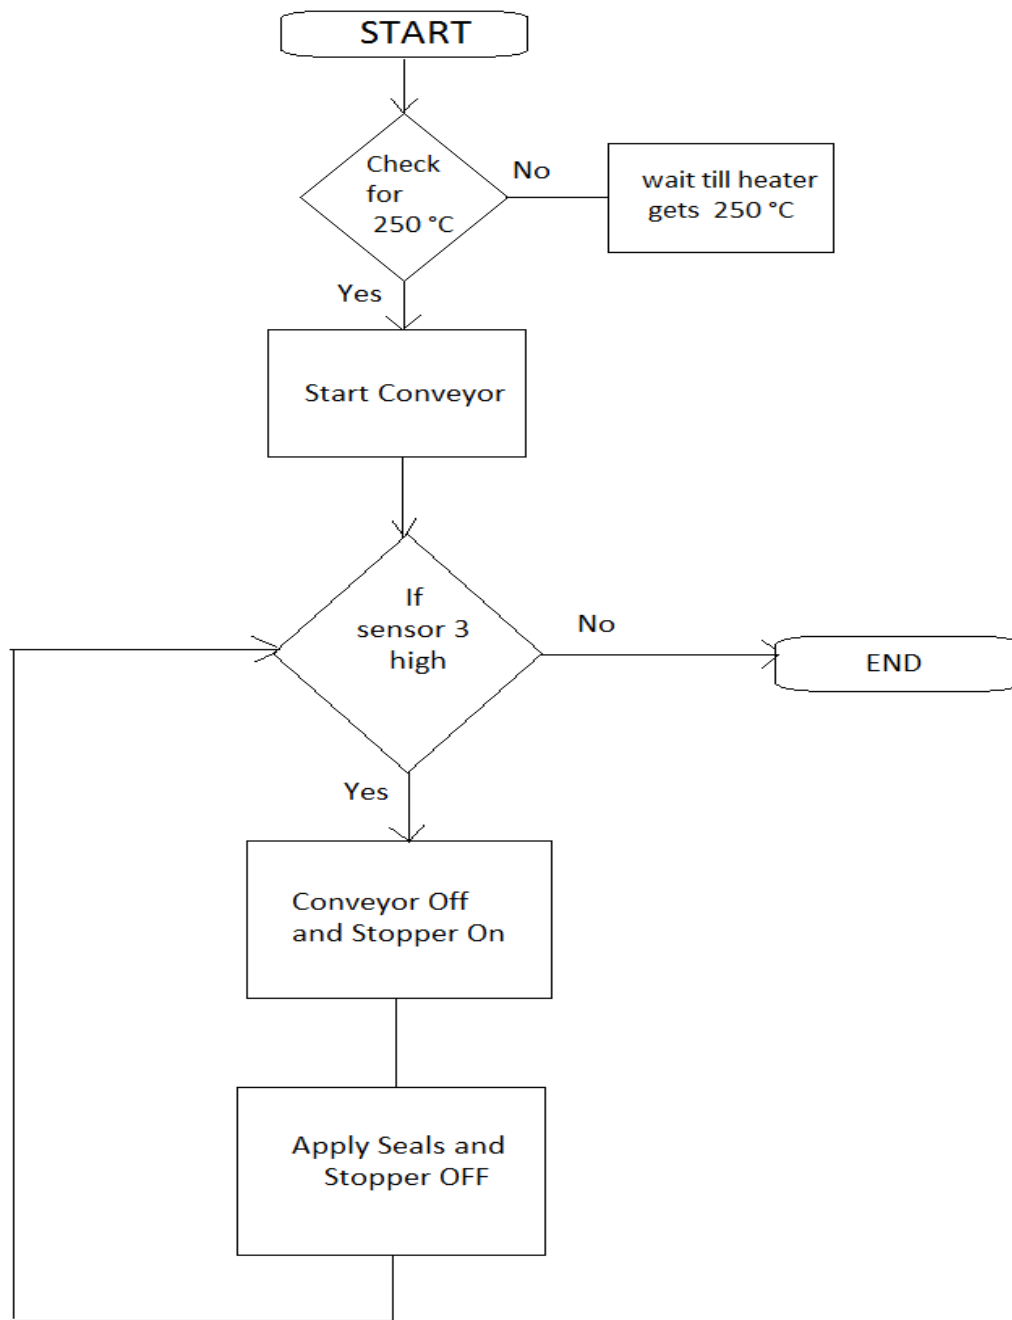 START
Check
for
250 °C
No
wait till heater
gets 250 °C
Yes
Start Conveyor
If
sensor 3
high
No
END
Yes
Conveyor Off
and Stopper On
Apply Seals and
Stopper OFF